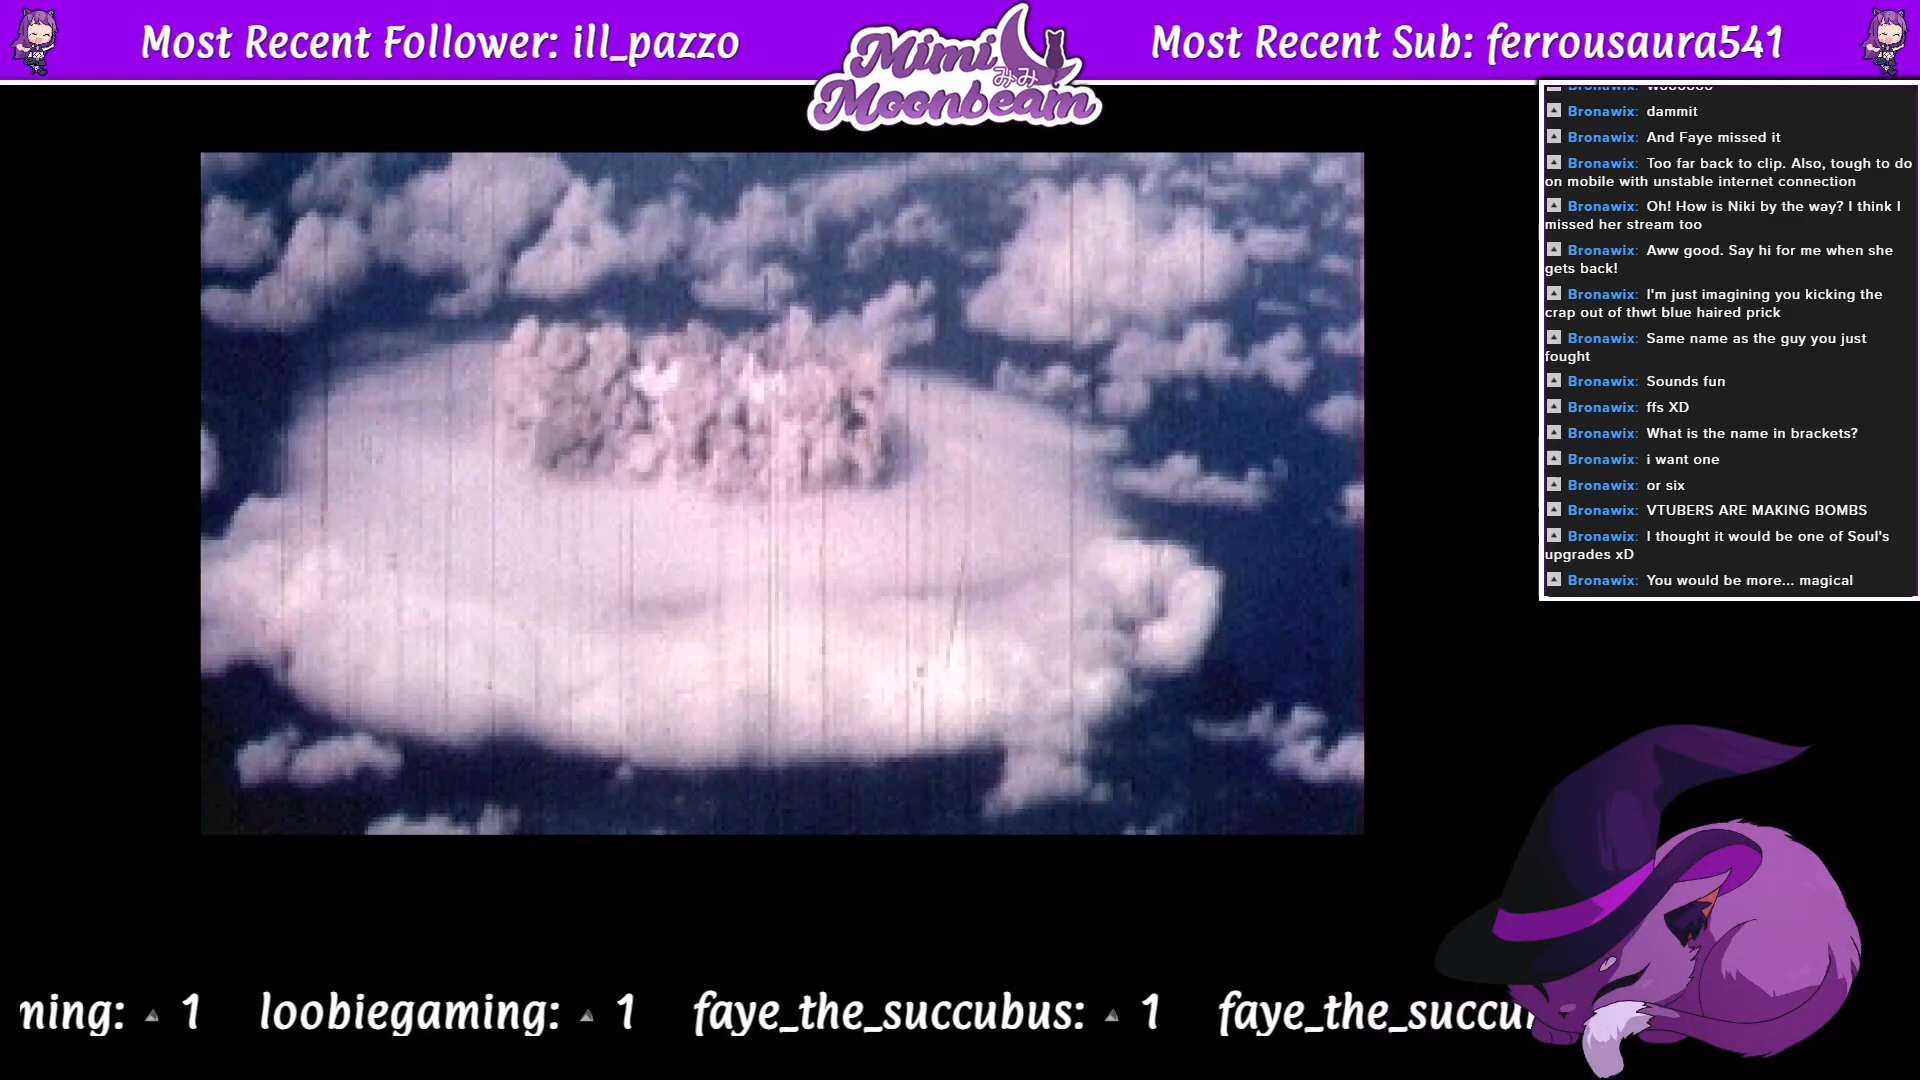 Most Recent Follower: ill_pazzo
Mimi
みみ
Moonbeam
Most Recent Sub: ferrousaura541
Bronawix: dammit
Bronawix: And Faye missed it
Bronawix: Too far back to clip. Also, tough to do
on mobile with unstable internet connection
Bronawix: Oh! How is Niki by the way? I think I
missed her stream too
Bronawix: Aww good. Say hi for me when she
gets back!
Bronawix: I'm just imagining you kicking the
crap out of thwt blue haired prick
Bronawix: Same name as the guy you just
fought
Bronawix: Sounds fun
Bronawix: ffs XD
Bronawix: What is the name in brackets?
Bronawix: i want one
Bronawix: or six
Bronawix: VTUBERS ARE MAKING BOMBS
Bronawix: I thought it would be one of Soul's
upgrades xD
Bronawix: You would be more... magical
ming: 1 loobiegaming: 1 faye_the_succubus: 1 faye_the_succu